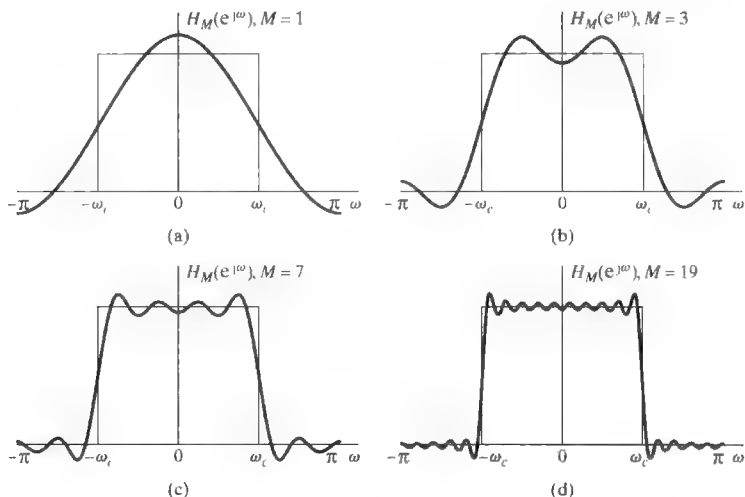 H_M(e^{jω}), M = 1
-π -ω_c 0 ω_c π ω
(a)
H_M(e^{jω}), M = 3
-π -ω_c 0 ω_c π ω
(b)
H_M(e^{jω}), M = 7
-π -ω_c 0 ω_c π ω
(c)
H_M(e^{jω}), M = 19
-π -ω_c 0 ω_c π ω
(d)